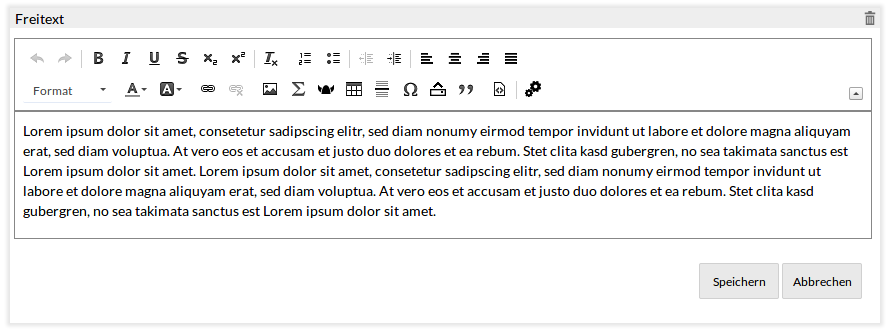 Freitext
B I U S x₂ x² Tx
Format A A Σ Ω
Lorem ipsum dolor sit amet, consetetur sadipscing elitr, sed diam nonumy eirmod tempor invidunt ut labore et dolore magna aliquyam
erat, sed diam voluptua. At vero eos et accusam et justo duo dolores et ea rebum. Stet clita kasd gubergren, no sea takimata sanctus est
Lorem ipsum dolor sit amet. Lorem ipsum dolor sit amet, consetetur sadipscing elitr, sed diam nonumy eirmod tempor invidunt ut
labore et dolore magna aliquyam erat, sed diam voluptua. At vero eos et accusam et justo duo dolores et ea rebum. Stet clita kasd
gubergren, no sea takimata sanctus est Lorem ipsum dolor sit amet.
Speichern Abbrechen